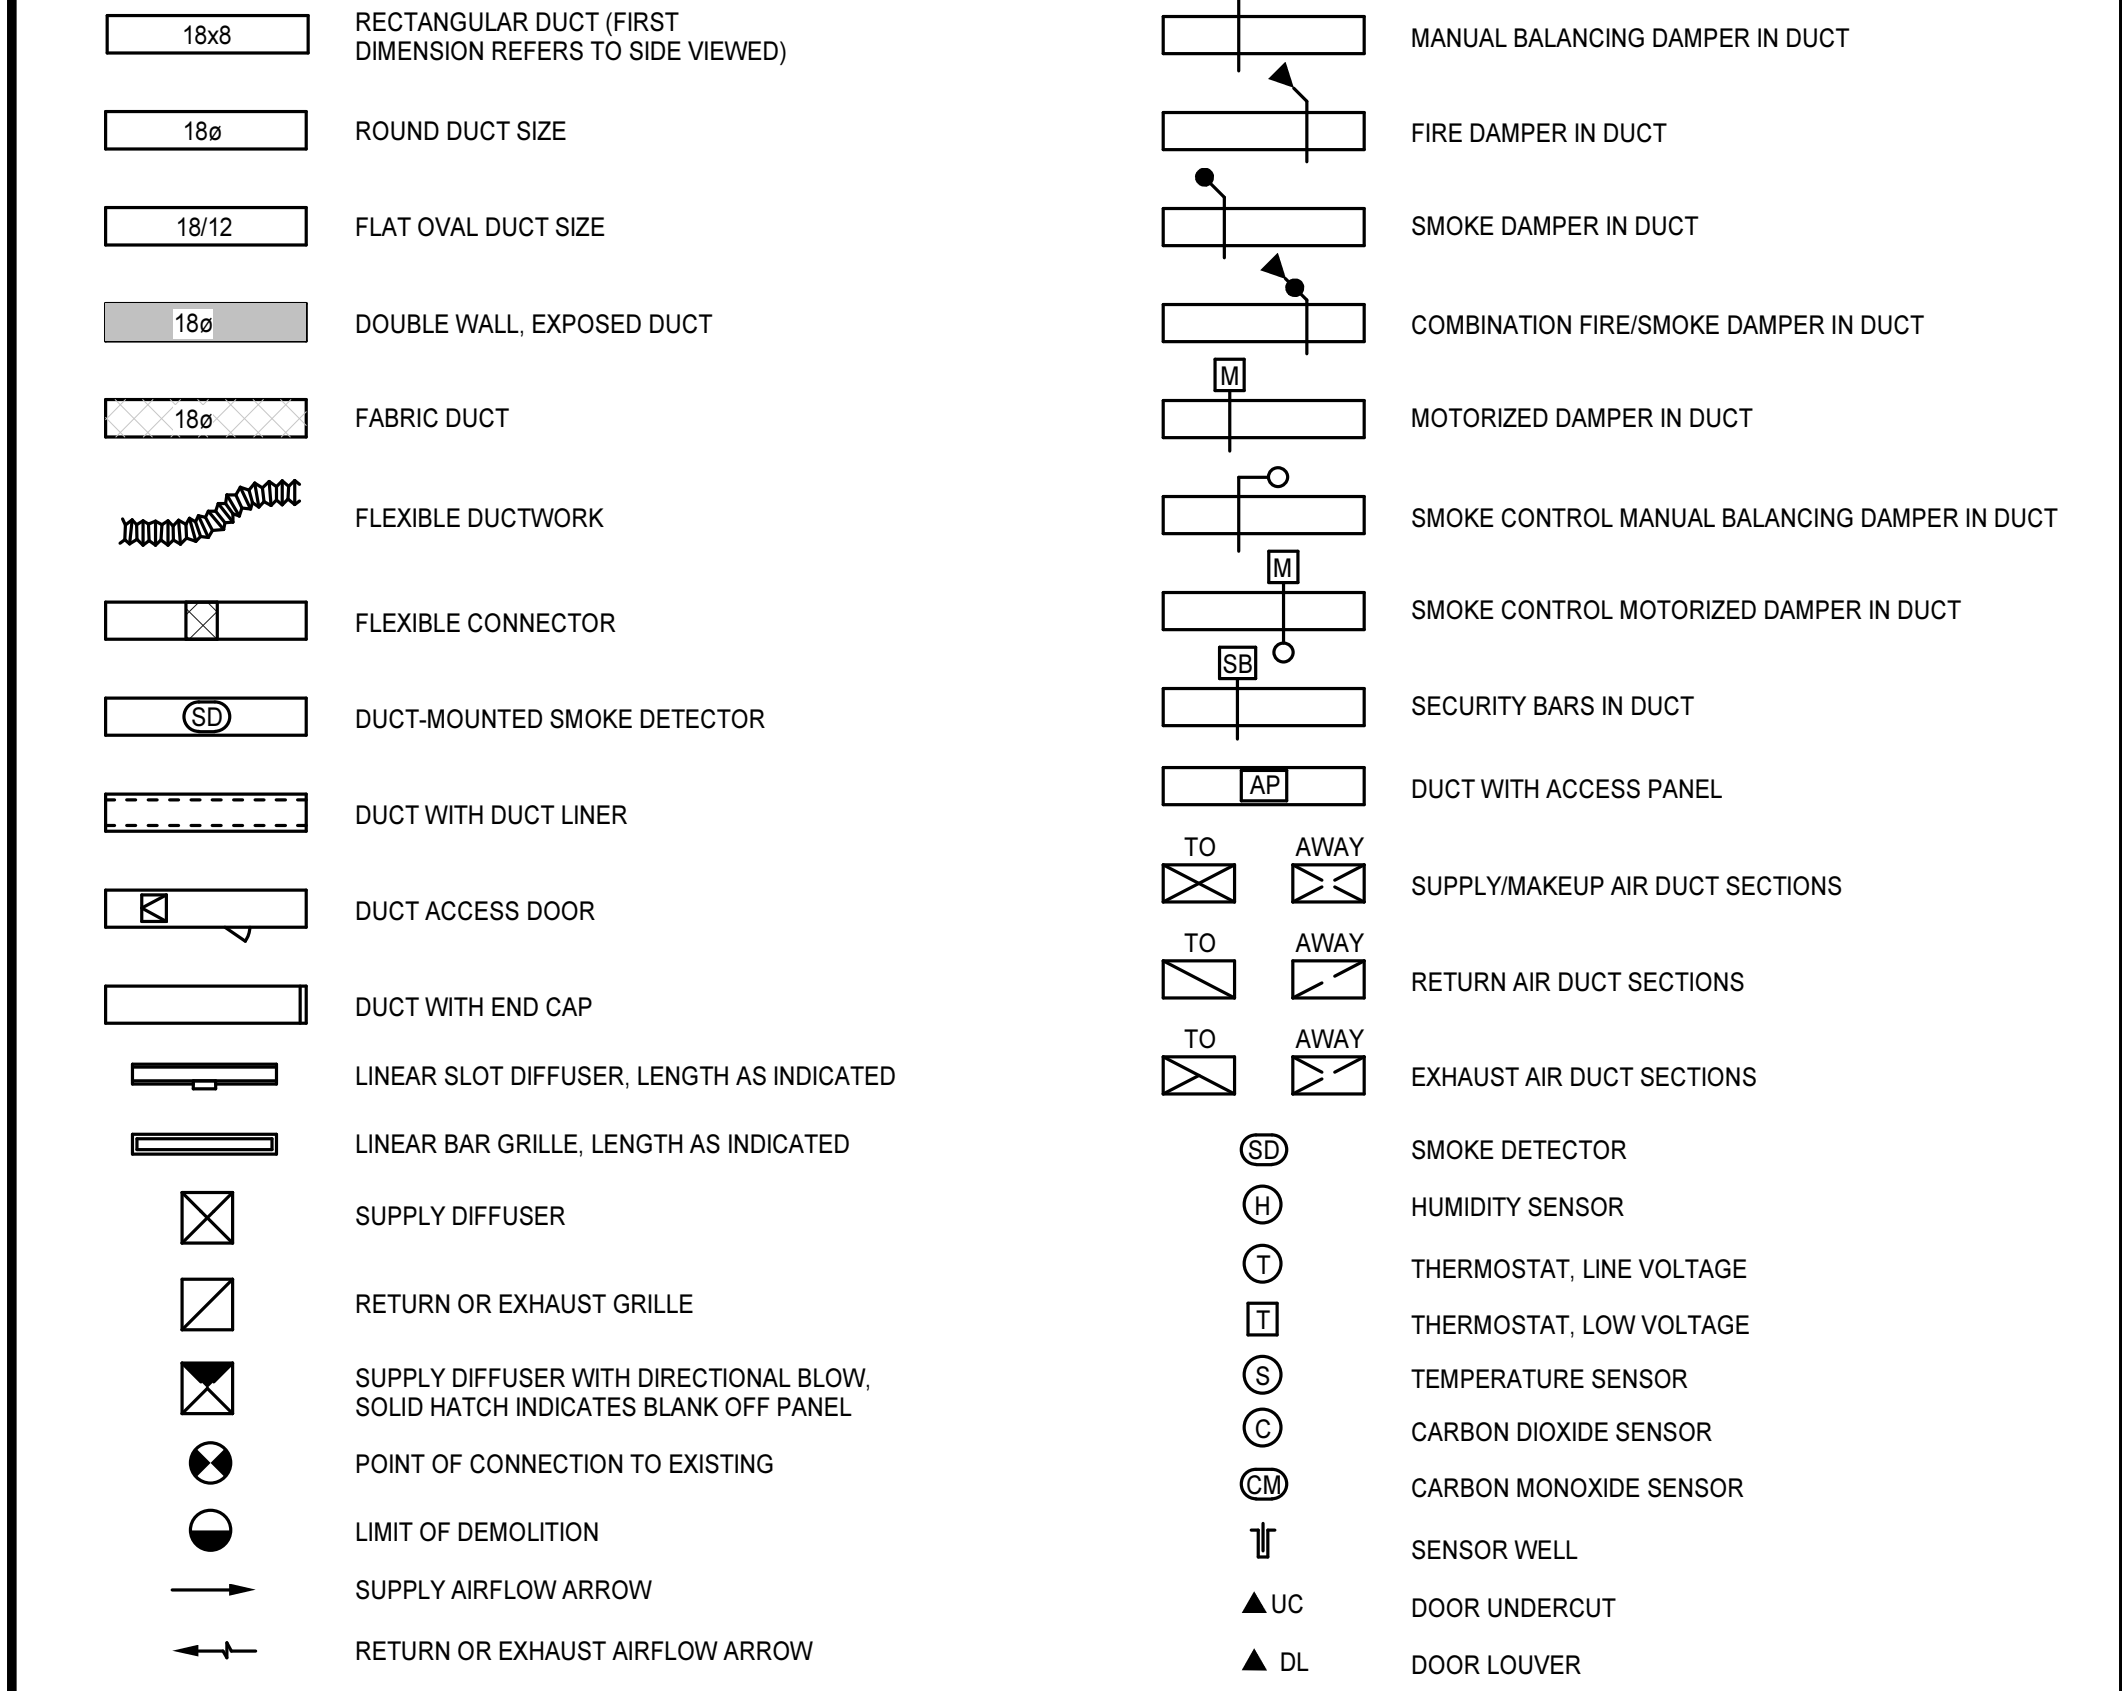 18x8
RECTANGULAR DUCT (FIRST
DIMENSION REFERS TO SIDE VIEWED)
18ø
ROUND DUCT SIZE
18/12
FLAT OVAL DUCT SIZE
18ø
DOUBLE WALL, EXPOSED DUCT
18ø
FABRIC DUCT
FLEXIBLE DUCTWORK
FLEXIBLE CONNECTOR
SD
DUCT-MOUNTED SMOKE DETECTOR
DUCT WITH DUCT LINER
DUCT ACCESS DOOR
DUCT WITH END CAP
LINEAR SLOT DIFFUSER, LENGTH AS INDICATED
LINEAR BAR GRILLE, LENGTH AS INDICATED
SUPPLY DIFFUSER
RETURN OR EXHAUST GRILLE
SUPPLY DIFFUSER WITH DIRECTIONAL BLOW,
SOLID HATCH INDICATES BLANK OFF PANEL
POINT OF CONNECTION TO EXISTING
LIMIT OF DEMOLITION
SUPPLY AIRFLOW ARROW
RETURN OR EXHAUST AIRFLOW ARROW
MANUAL BALANCING DAMPER IN DUCT
FIRE DAMPER IN DUCT
SMOKE DAMPER IN DUCT
COMBINATION FIRE/SMOKE DAMPER IN DUCT
M
MOTORIZED DAMPER IN DUCT
SMOKE CONTROL MANUAL BALANCING DAMPER IN DUCT
M
SMOKE CONTROL MOTORIZED DAMPER IN DUCT
SB
SECURITY BARS IN DUCT
AP
DUCT WITH ACCESS PANEL
TO AWAY
SUPPLY/MAKEUP AIR DUCT SECTIONS
TO AWAY
RETURN AIR DUCT SECTIONS
TO AWAY
EXHAUST AIR DUCT SECTIONS
SD
SMOKE DETECTOR
H
HUMIDITY SENSOR
T
THERMOSTAT, LINE VOLTAGE
T
THERMOSTAT, LOW VOLTAGE
S
TEMPERATURE SENSOR
C
CARBON DIOXIDE SENSOR
CM
CARBON MONOXIDE SENSOR
SENSOR WELL
UC
DOOR UNDERCUT
DL
DOOR LOUVER